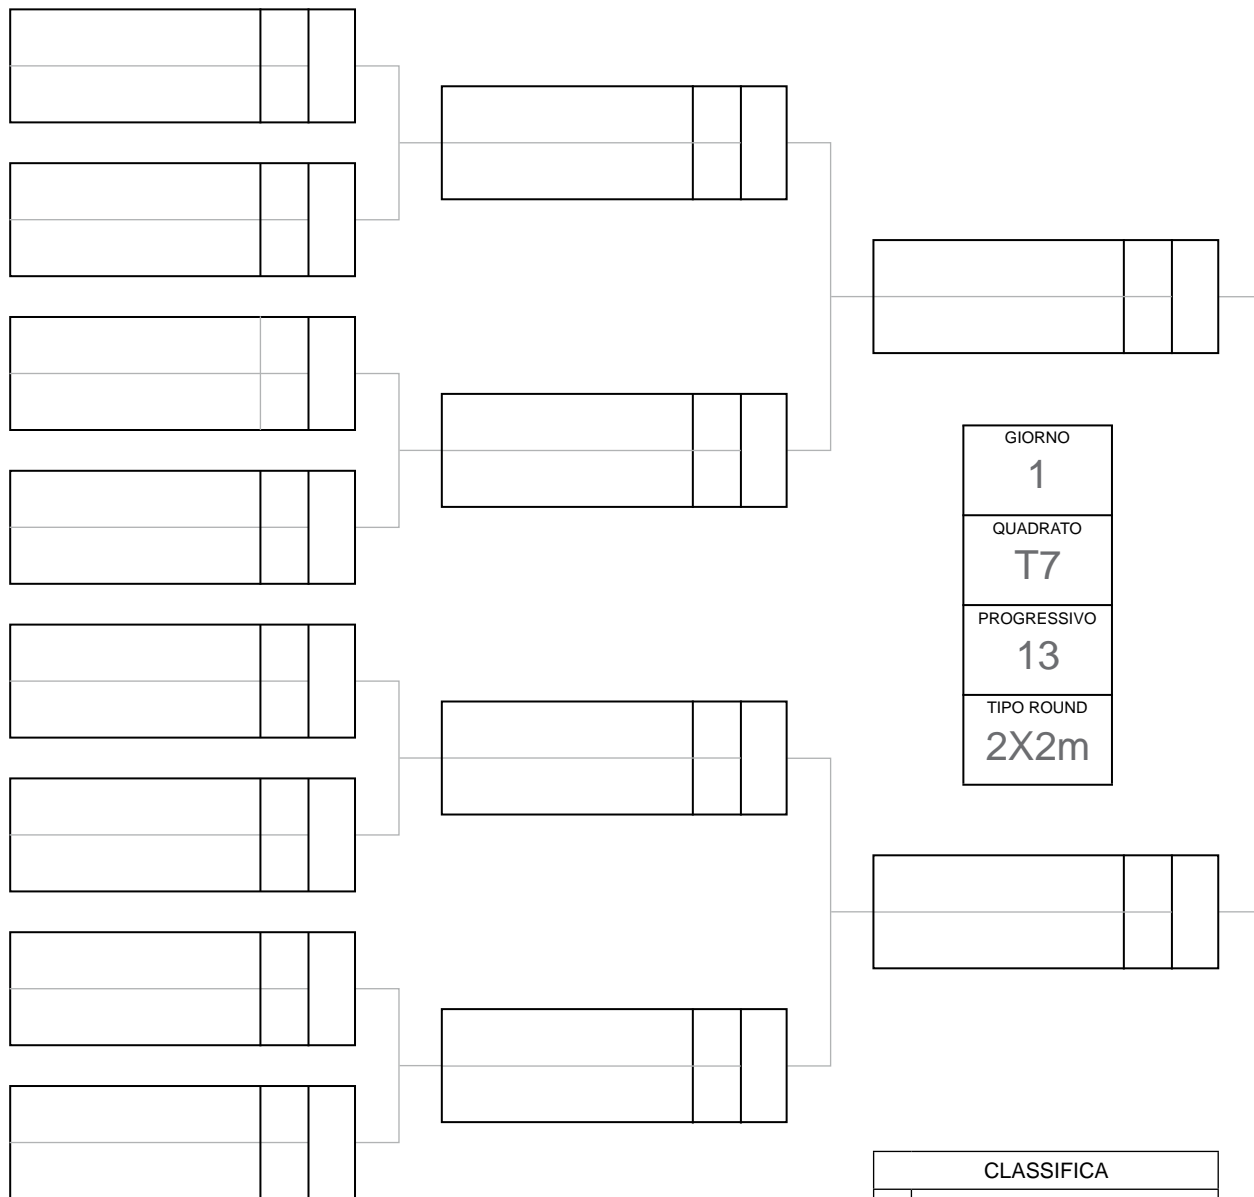 GIORNO
1
QUADRATO
T7
PROGRESSIVO
13
TIPO ROUND
2X2m
CLASSIFICA